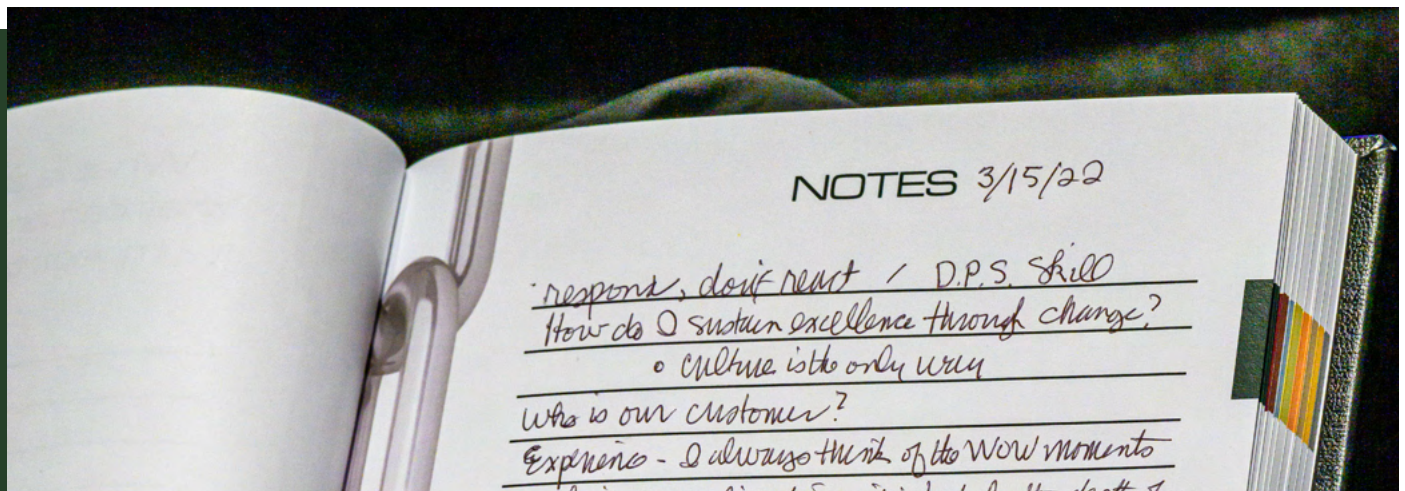 NOTES 3/15/22
respond, don't react / D.P.S. Skill
How do I sustain excellence through change?
• culture is the only way
who is our customer?
Experience - I always think of the WOW moments